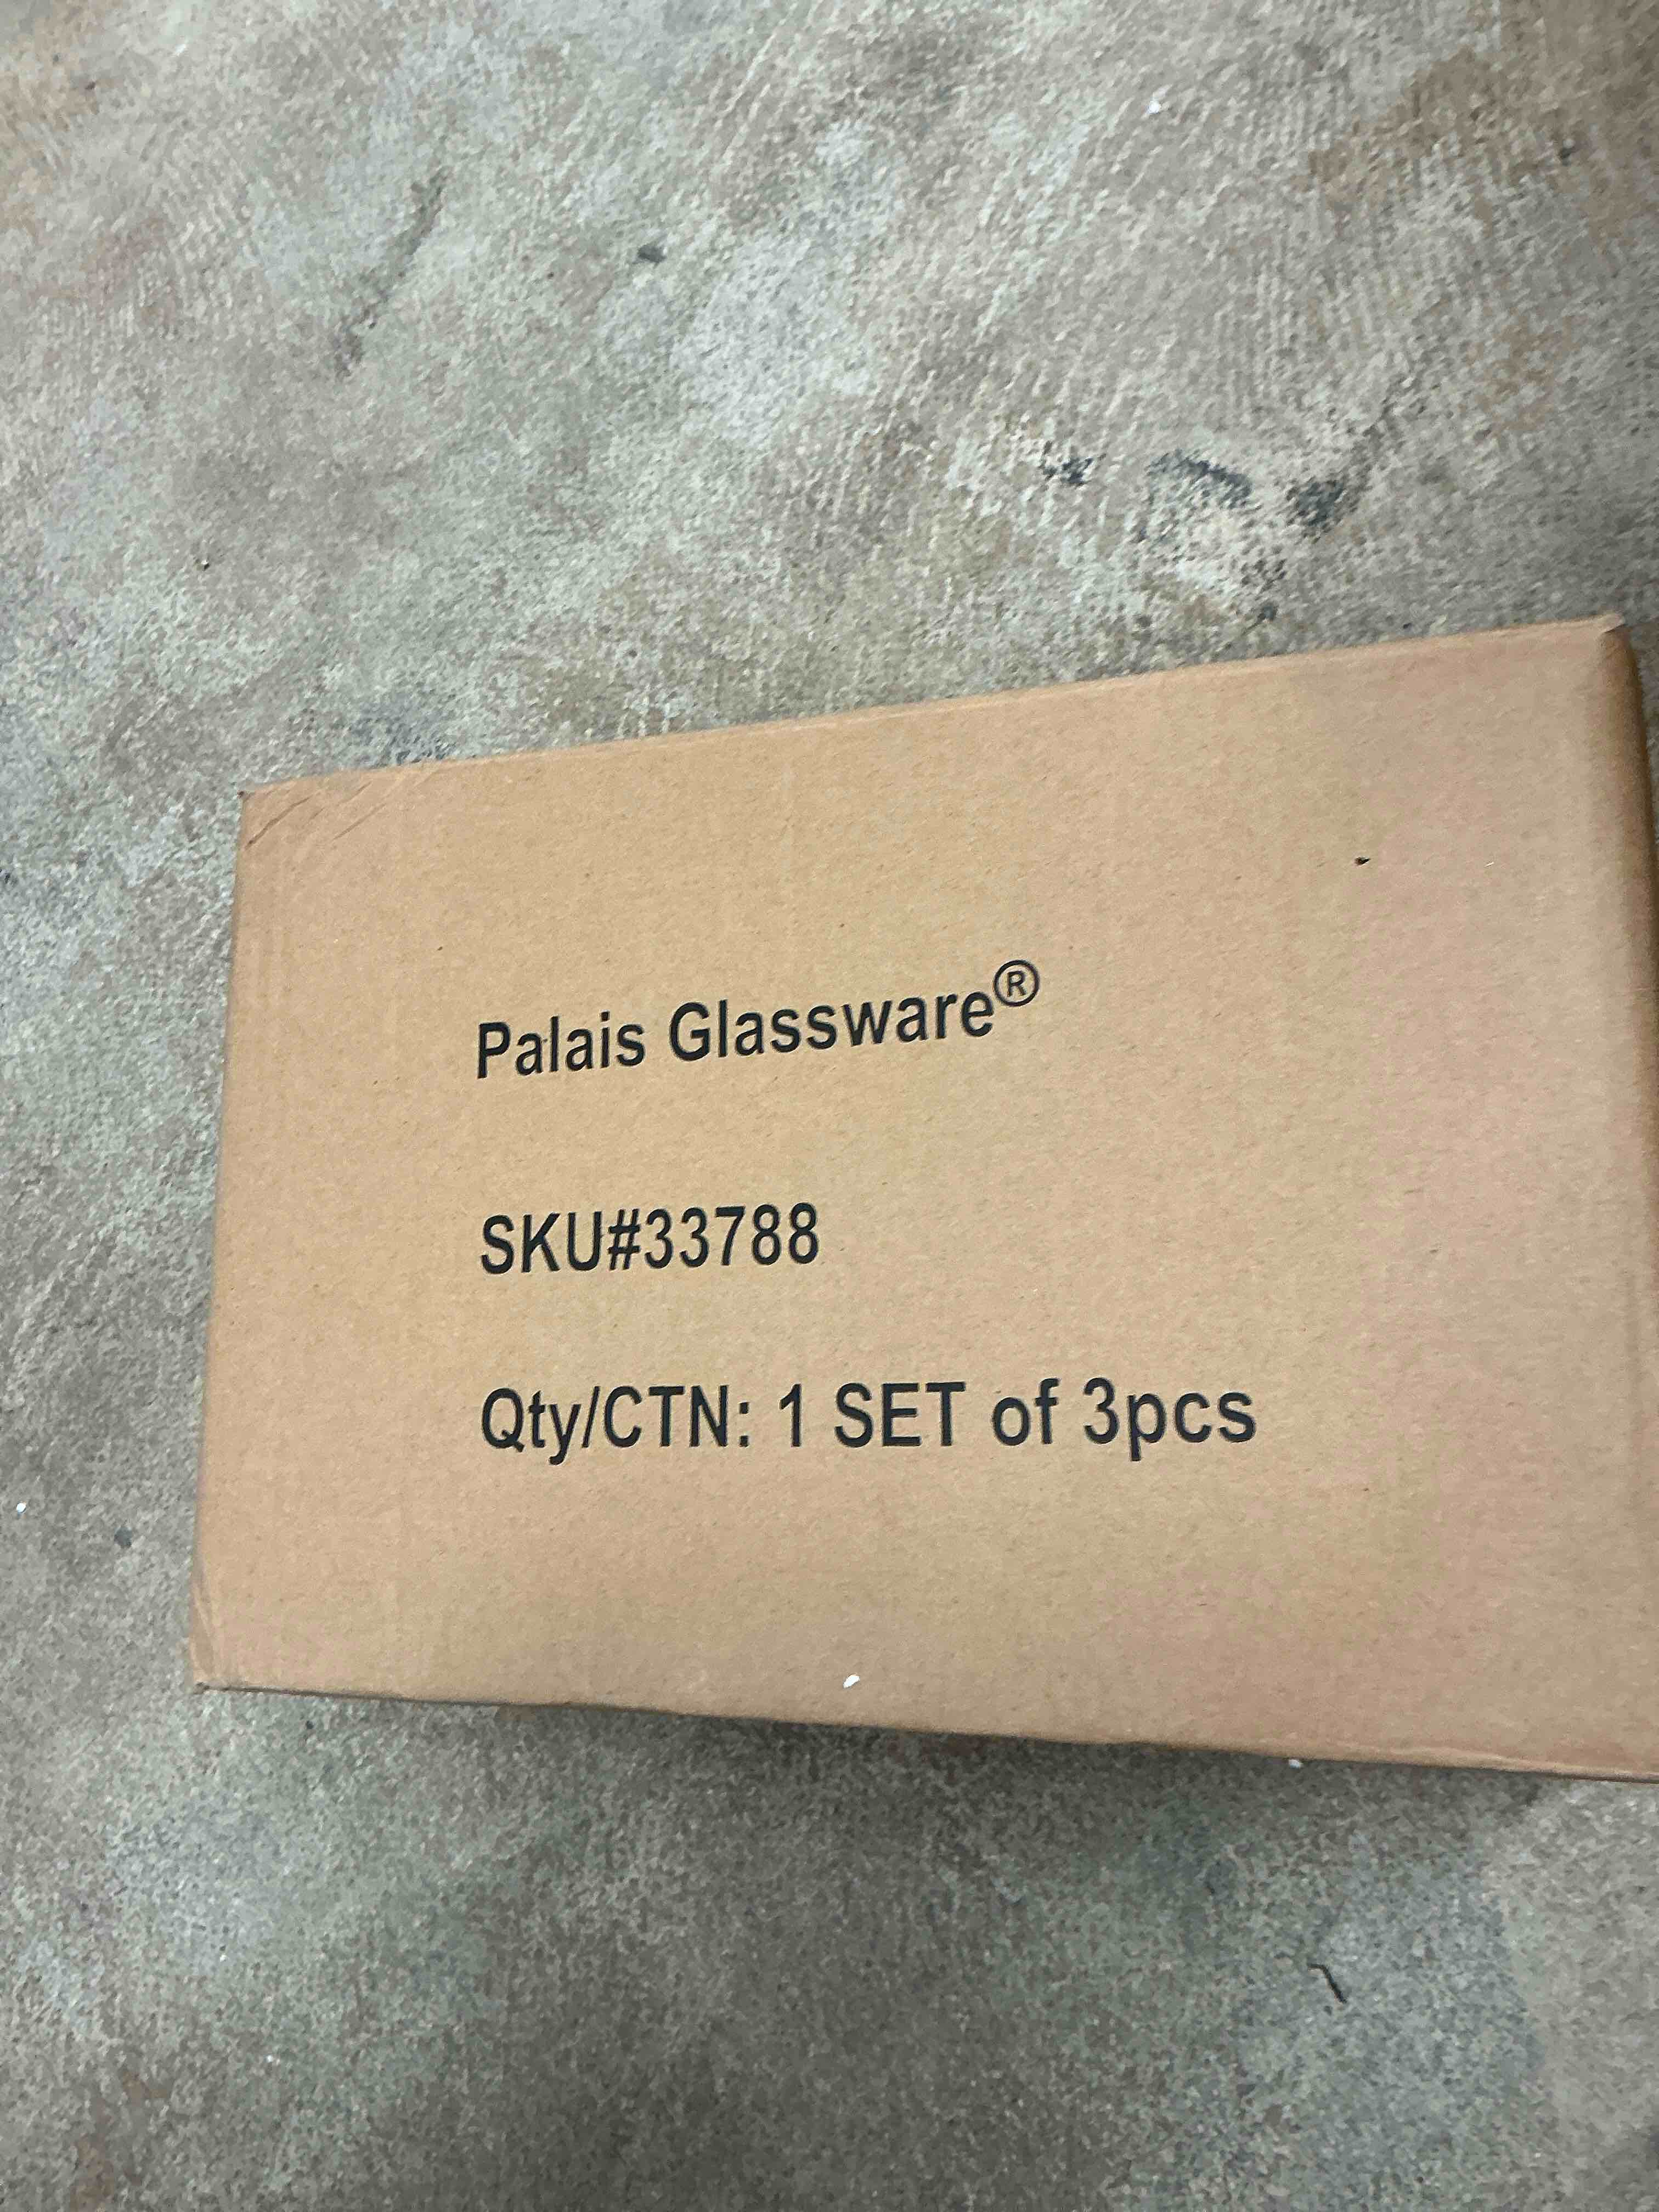 Palais Glassware®
SKU#33788
Qty/CTN: 1 SET of 3pcs